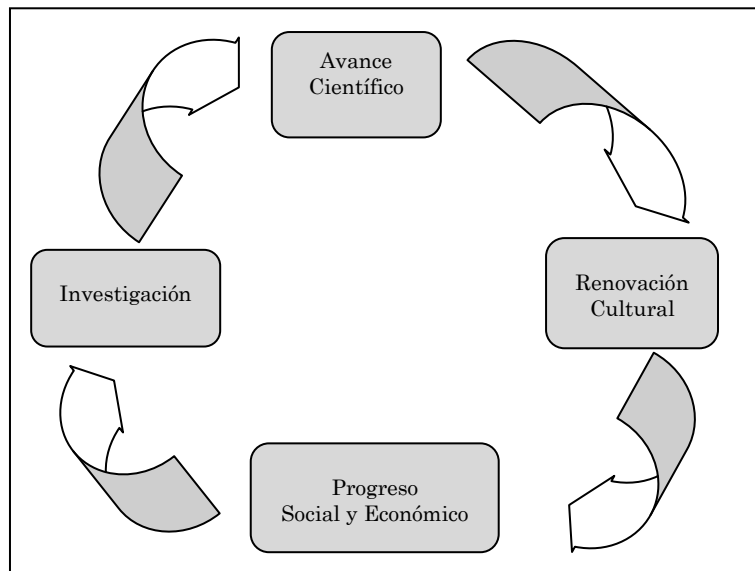 Avance
Científico
Investigación
Renovación
Cultural
Progreso
Social y Económico